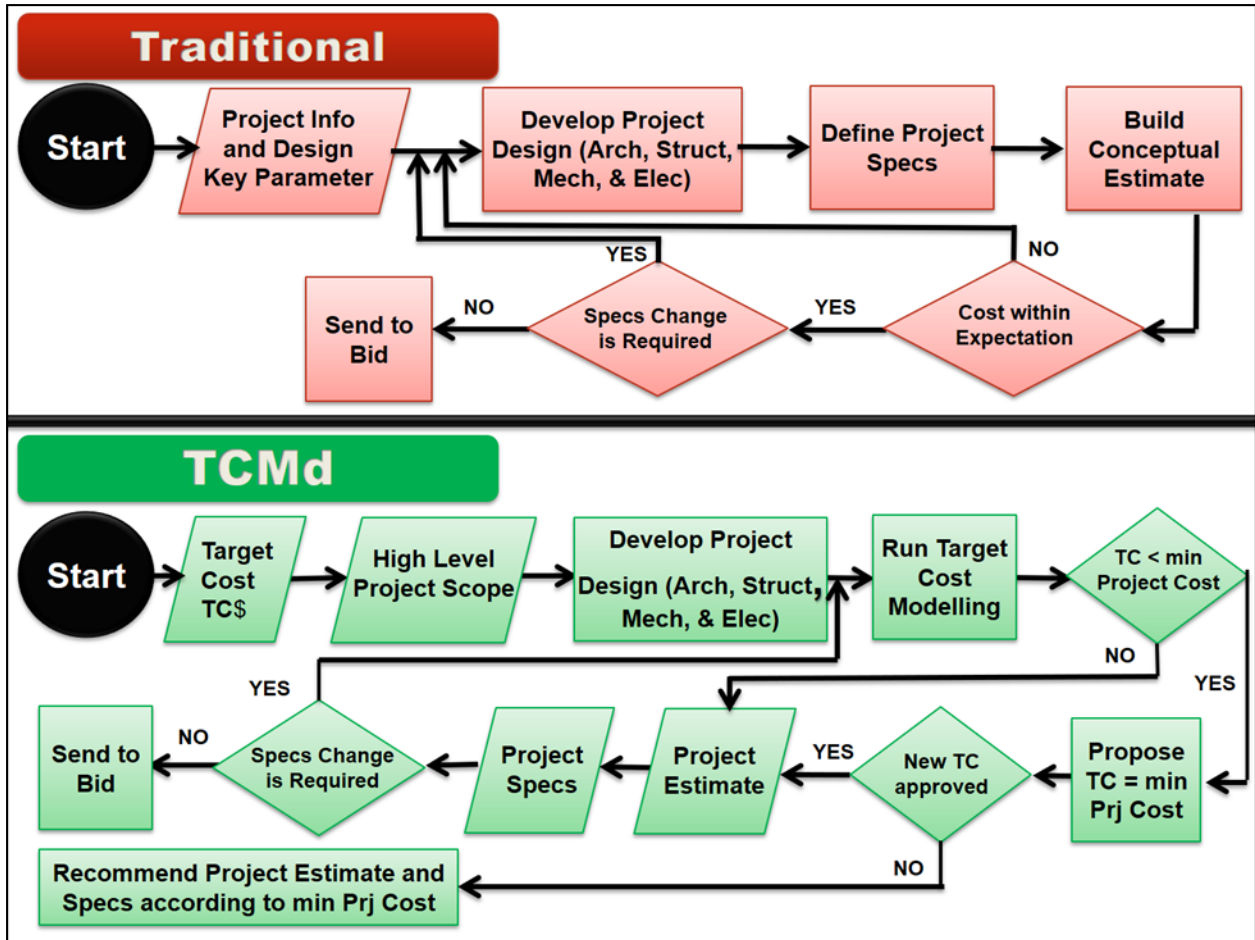 Traditional
Start
Project Info
and Design
Key Parameter
Develop Project
Design (Arch, Struct,
Mech, & Elec)
Define Project
Specs
Build
Conceptual
Estimate
YES
NO
Send to
Bid
NO
Specs Change
is Required
YES
Cost within
Expectation
TCMd
Start
Target
Cost
TC$
High Level
Project Scope
Develop Project
Design (Arch, Struct,
Mech, & Elec)
Run Target
Cost
Modelling
TC < min
Project Cost
NO
YES
YES
Send to
Bid
NO
Specs Change
is Required
Project
Specs
Project
Estimate
YES
New TC
approved
Propose
TC = min
Prj Cost
NO
Recommend Project Estimate and
Specs according to min Prj Cost